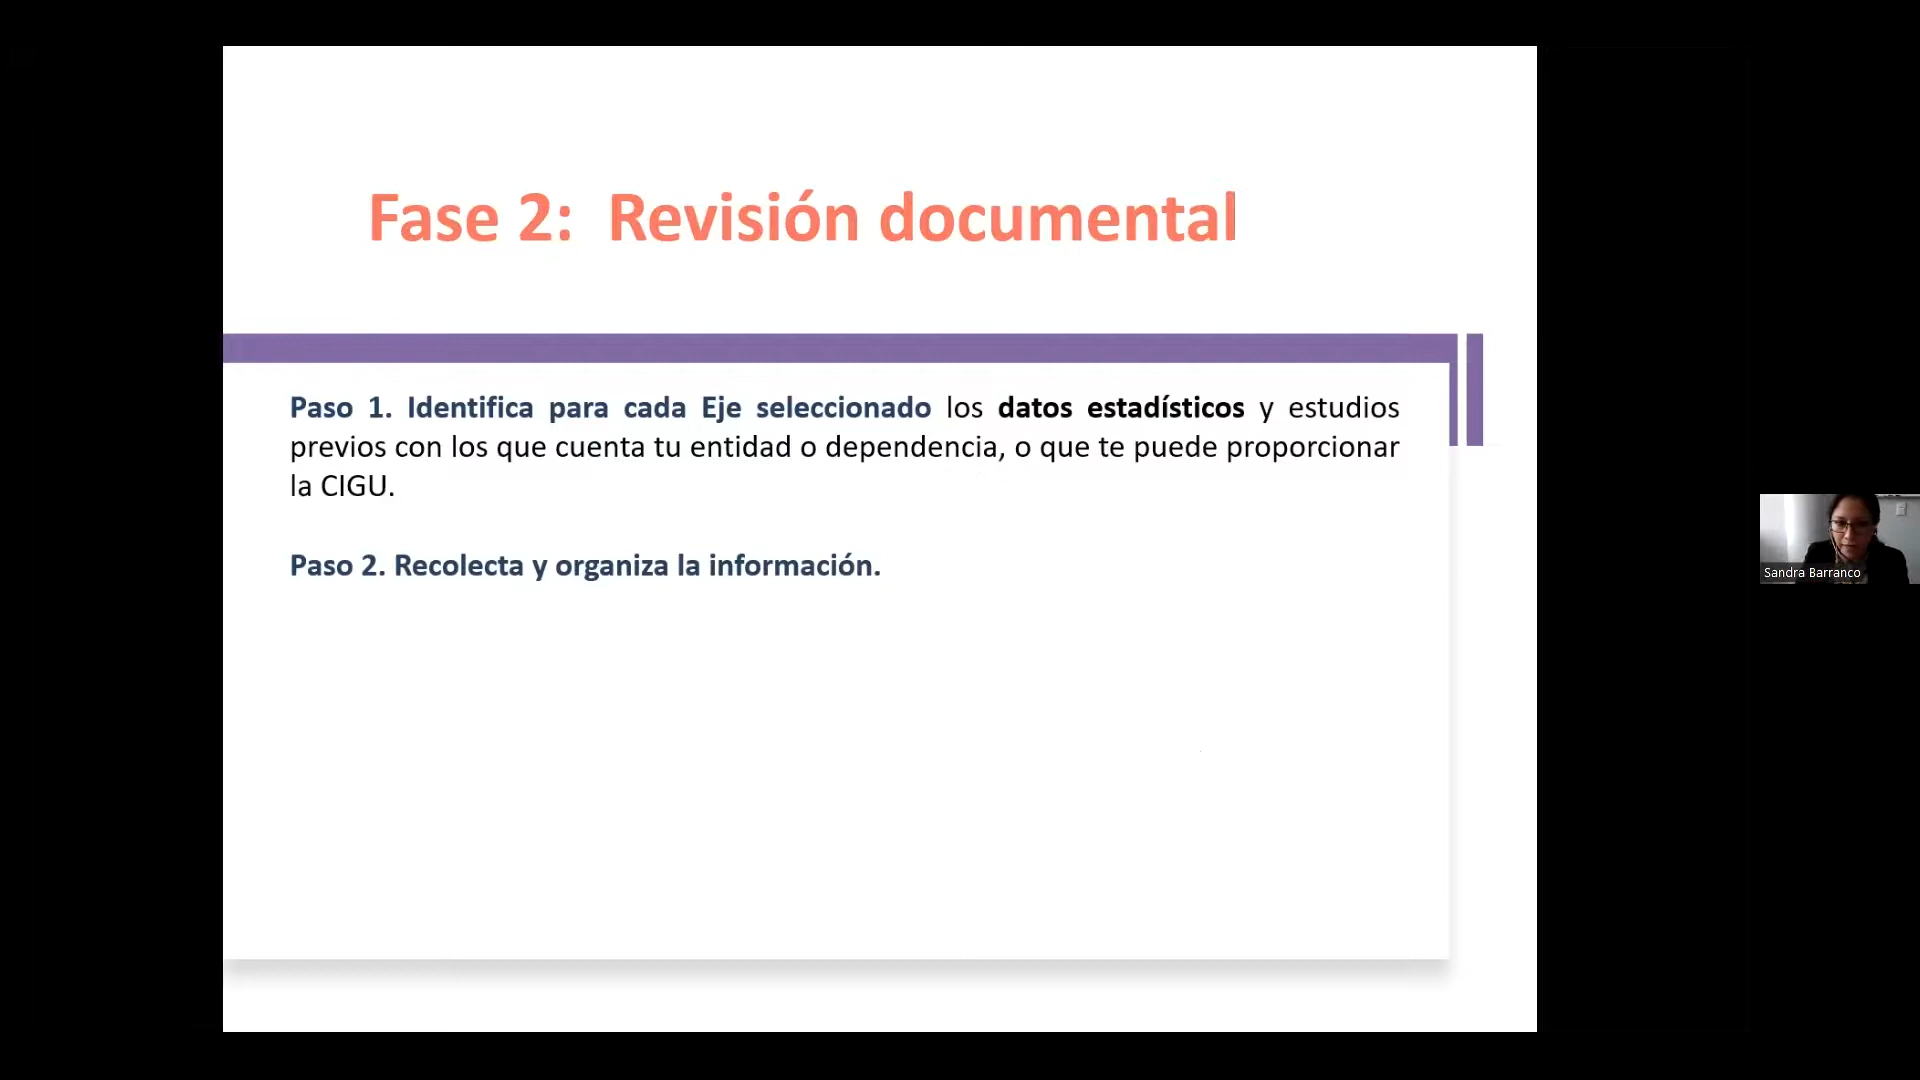 Fase 2: Revisión documental
Paso 1. Identifica para cada Eje seleccionado los datos estadísticos y estudios
previos con los que cuenta tu entidad o dependencia, o que te puede proporcionar
la CIGU.
Paso 2. Recolecta y organiza la información.
Sandra Barranco